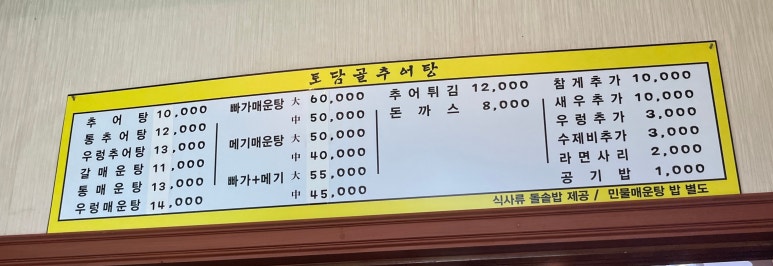 토담골추어탕
추어탕 10,000
통추어탕 12,000
우렁추어탕 13,000
갈매운탕 11,000
통매운탕 13,000
우렁매운탕 14,000
빠가매운탕 大 60,000
中 50,000
메기매운탕 大 50,000
中 40,000
빠가+메기 大 55,000
中 45,000
추어튀김 12,000
돈까스 8,000
참게추가 10,000
새우추가 10,000
우렁추가 3,000
수제비추가 3,000
라면사리 2,000
공기밥 1,000
식사류 돌솥밥 제공 / 민물매운탕 밥 별도